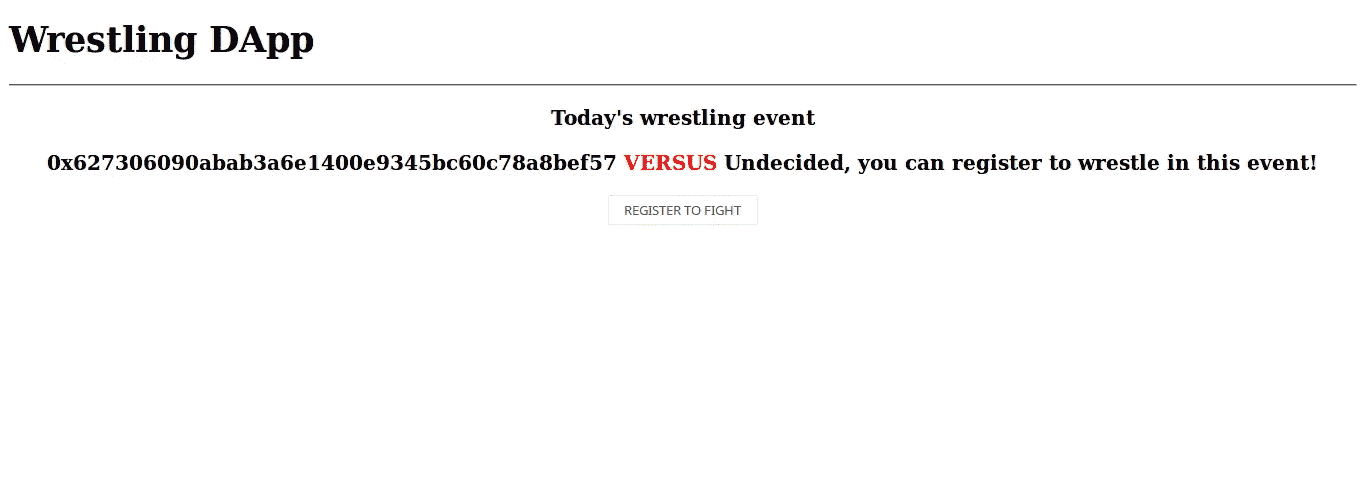 Wrestling DApp
Today's wrestling event
0x627306090abab3a6e1400e9345bc60c78a8bef57 VERSUS Undecided, you can register to wrestle in this event!
REGISTER TO FIGHT